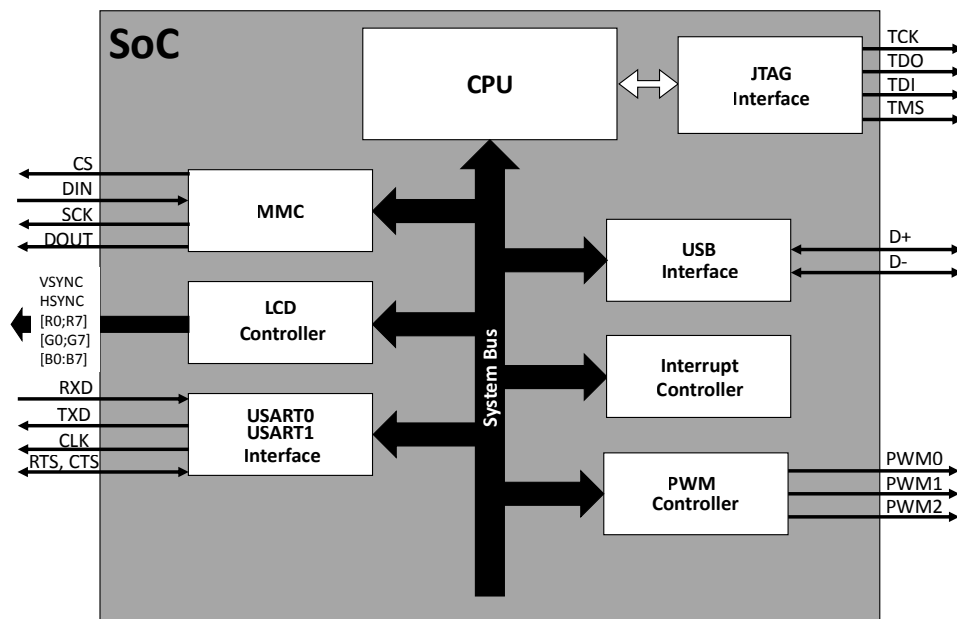 SoC
CPU
JTAG
Interface
TCK
TDO
TDI
TMS
CS
DIN
SCK
DOUT
MMC
USB
Interface
D+
D-
VSYNC
HSYNC
[R0;R7]
[G0;G7]
[B0:B7]
LCD
Controller
System Bus
Interrupt
Controller
RXD
TXD
CLK
RTS, CTS
USART0
USART1
Interface
PWM
Controller
PWM0
PWM1
PWM2